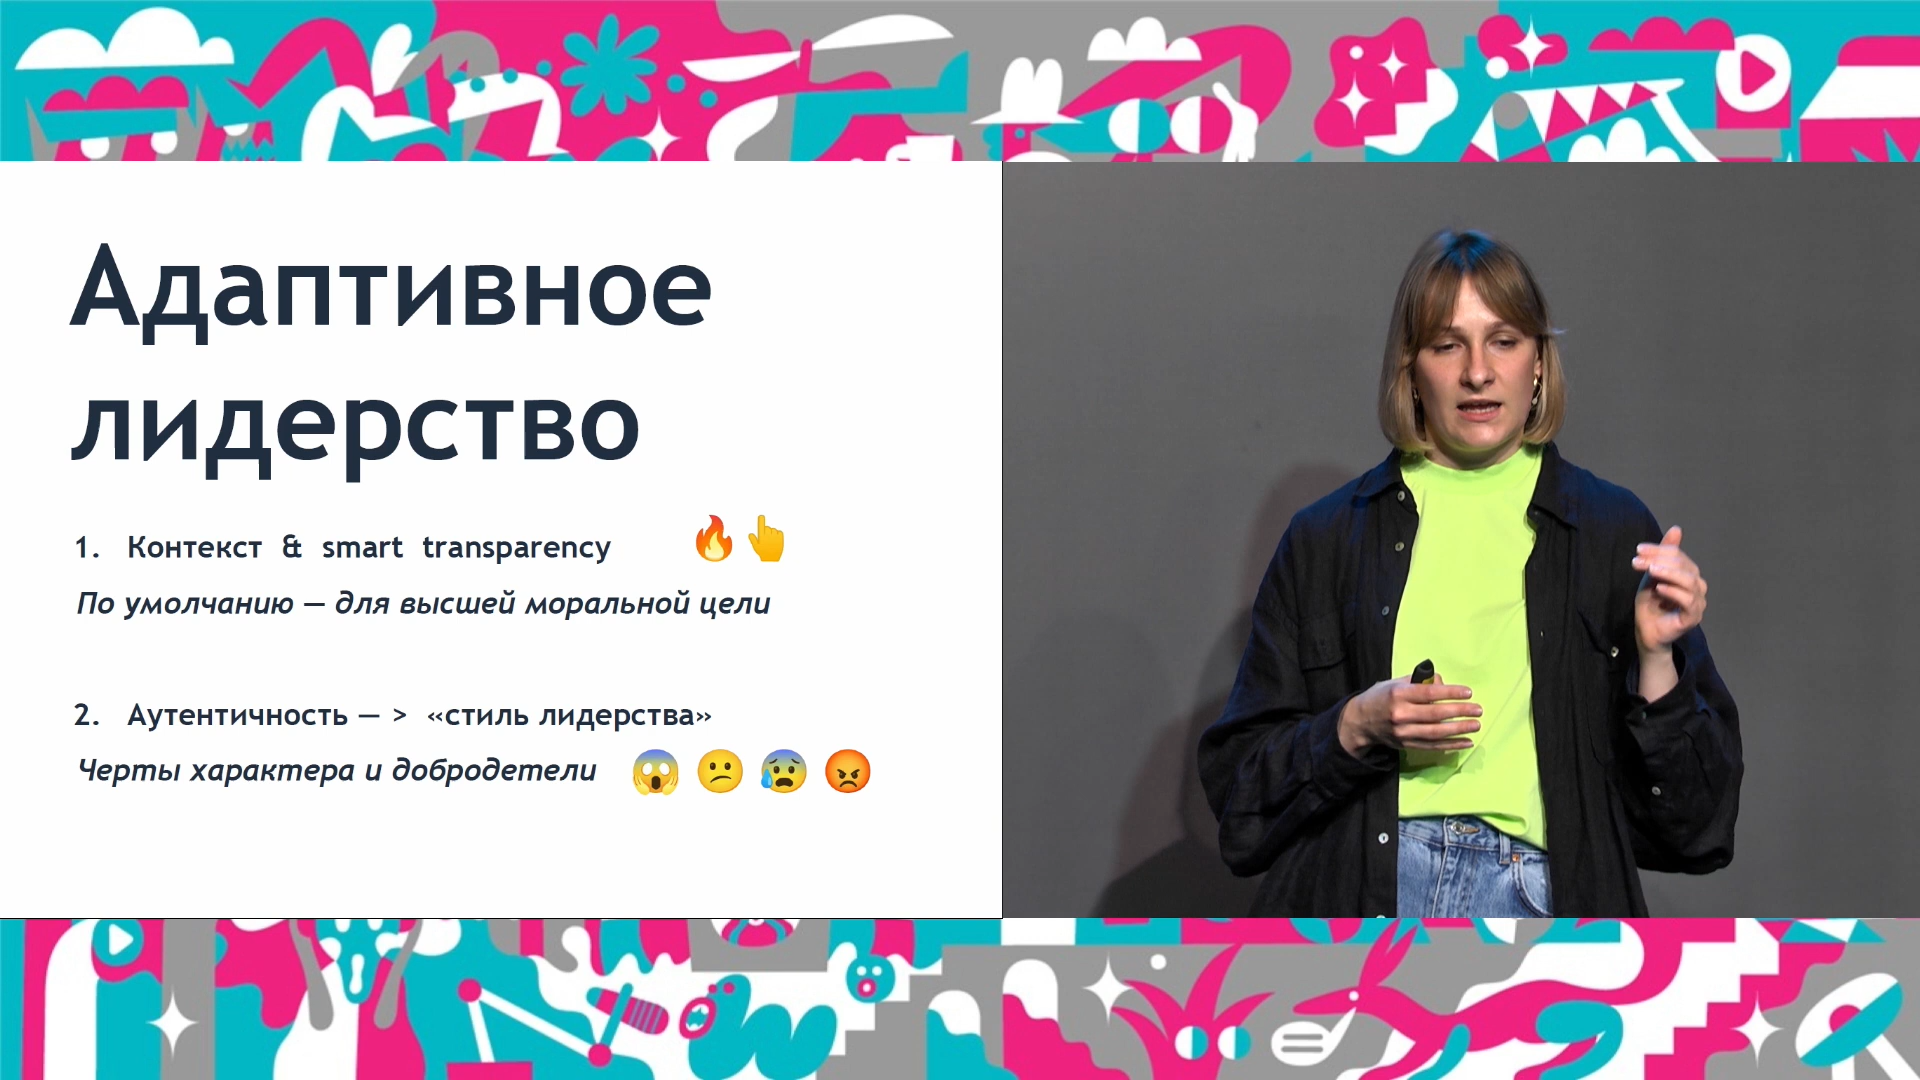 Адаптивное
лидерство
1. Контекст & smart transparency 🔥👆
По умолчанию — для высшей моральной цели
2. Аутентичность — > «стиль лидерства»
Черты характера и добродетели 😱 😕 😰 😡